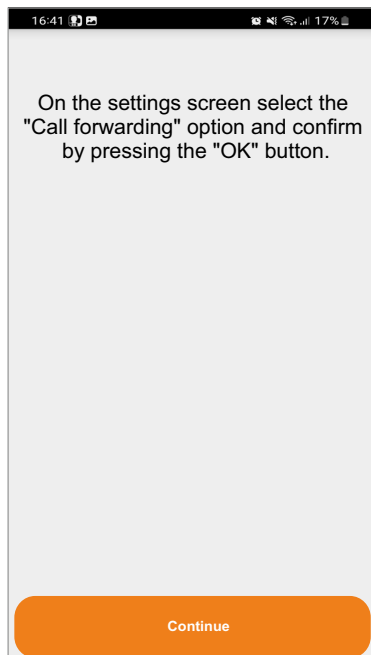 16:41 17%
On the settings screen select the
"Call forwarding" option and confirm
by pressing the "OK" button.
Continue